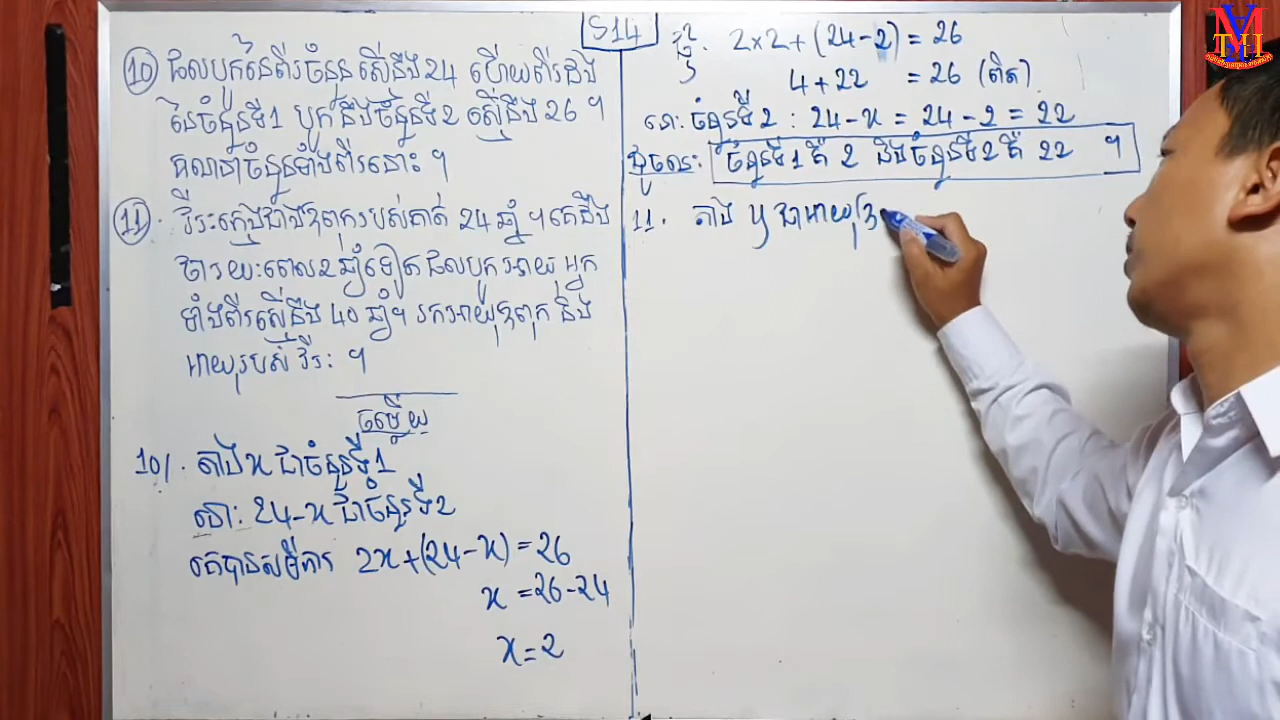 S14
10 ផលបូកនៃពីរចំនួនស្មើនឹង 24 ហើយពីរដង
នៃចំនួនទី1 បូកនឹងចំនួនទី2 ស្មើនឹង 26 ។
គណនាចំនួនទាំងពីរនោះ ។
11. វីរៈក្មេងជាងឪពុករបស់គាត់ 24 ឆ្នាំ ។ គេដឹង
ថារយៈពេល2 ឆ្នាំទៀតផលបូកអាយុអ្នក
ទាំងពីរស្មើនឹង 40 ឆ្នាំ។ រកអាយុឪពុក និង
អាយុរបស់ វីរៈ ។
ចម្លើយ
10/. តាង x ជាចំនួនទី1
នោះ 24-x ជាចំនួនទី2
គេបានសមីការ 2x+(24-x)=26
x =26-24
x=2
2x2+(24-2)=26
4+22 =26 (ពិត)
នោះ ចំនួនទី2 : 24-x = 24-2 = 22
ដូចនេះ ចំនួនទី1 គឺ 2 និងចំនួនទី2 គឺ 22 ។
11. តាង ជាអាយុ
VTMH